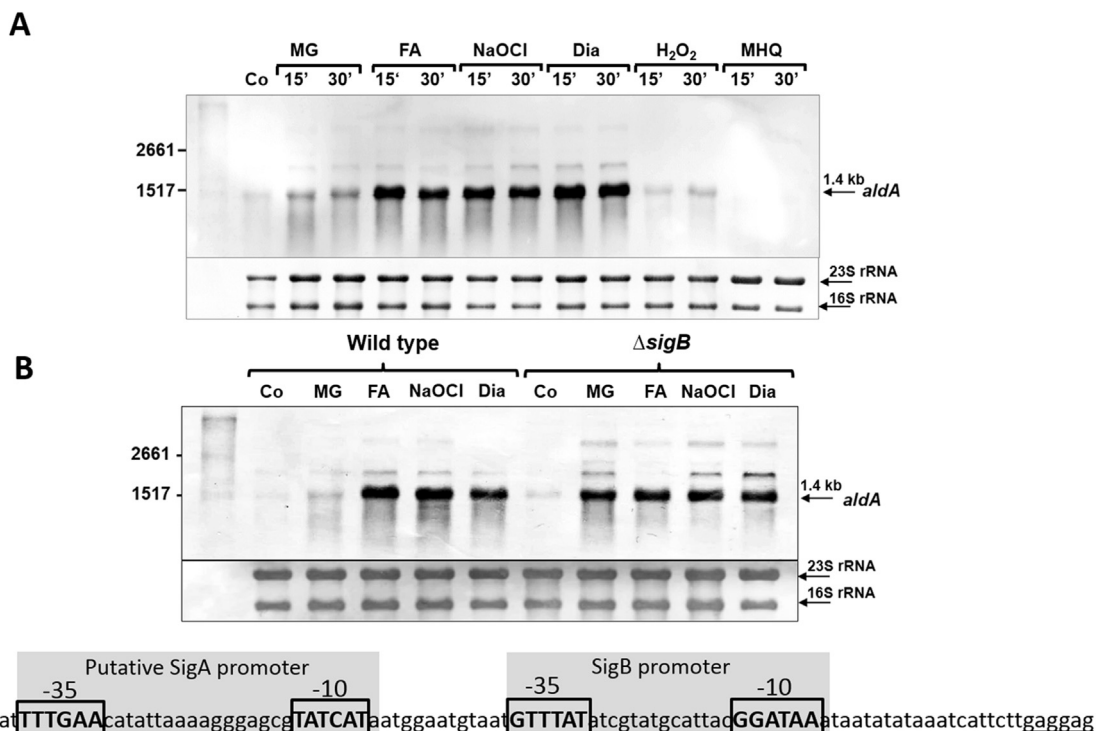 A
MG FA NaOCl Dia H₂O₂ MHQ
Co 15’ 30’ 15‘ 30’ 15’ 30’ 15’ 30’ 15’ 30’ 15’ 30’
2661
1517
1.4 kb
aldA
23S rRNA
16S rRNA
B
Wild type ΔsigB
Co MG FA NaOCl Dia Co MG FA NaOCl Dia
2661
1517
1.4 kb
aldA
23S rRNA
16S rRNA
Putative SigA promoter SigB promoter
-35 -10 -35 -10
atTTTGAAcatattaaaagggagcgTATCATaatggaatgtaatGTTTATatcgtatgcattacGGATAAataatatataaatcattcttgaggag